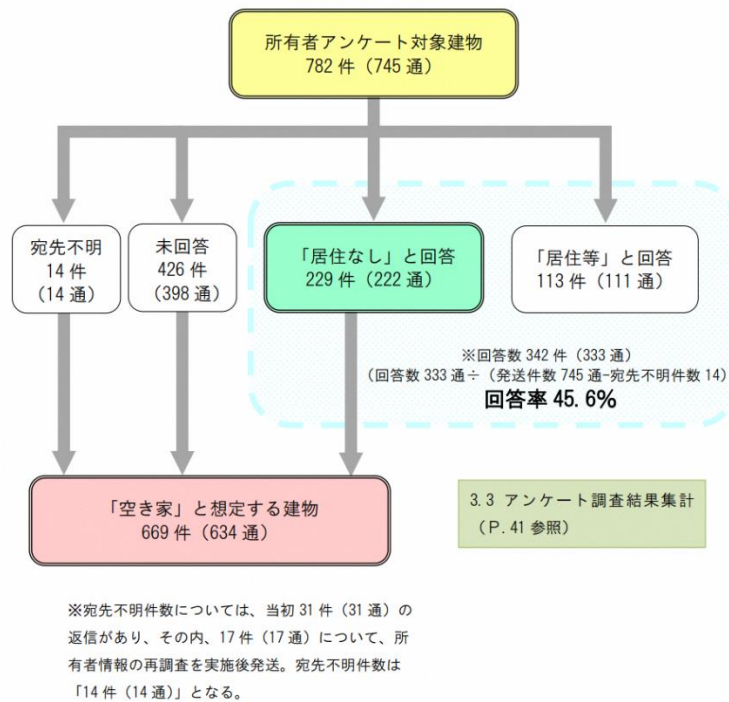 所有者アンケート対象建物
782 件（745 通）
宛先不明
14 件
（14 通）
未回答
426 件
（398 通）
「居住なし」と回答
229 件（222 通）
「居住等」と回答
113 件（111 通）
※回答数 342 件（333 通）
（回答数 333 通÷（発送件数 745 通-宛先不明件数 14）
回答率 45.6%
「空き家」と想定する建物
669 件（634 通）
3.3 アンケート調査結果集計
（P.41 参照）
※宛先不明件数については、当初 31 件（31 通）の
返信があり、その内、17 件（17 通）について、所
有者情報の再調査を実施後発送。宛先不明件数は
「14 件（14 通）」となる。